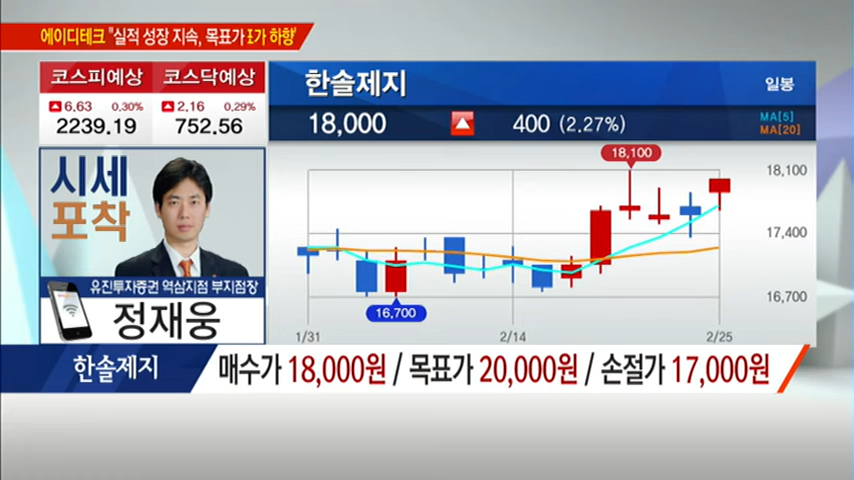 에이디테크 "실적 성장 지속, 목표가
가 하향'
코스피예상 코스닥예상
6.63 0.30% 2.16 0.29%
2239.19 752.56
한솔제지 일봉
18,000 400 (2.27%)
MA[5]
MA[20]
시세
포착
유진투자증권 역삼지점 부지점장
정재웅
18,100
18,100
17,400
16,700
16,700
1/31 2/14 2/25
한솔제지 매수가 18,000원 / 목표가 20,000원 / 손절가 17,000원